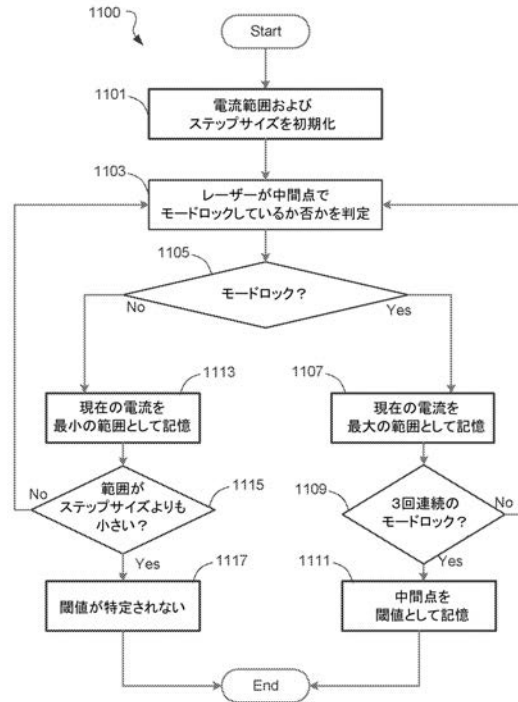 1100
Start
1101
電流範囲および
ステップサイズを初期化
1103
レーザーが中間点で
モードロックしているか否かを判定
1105
モードロック？
No
Yes
1113
現在の電流を
最小の範囲として記憶
1107
現在の電流を
最大の範囲として記憶
No
範囲が
ステップサイズよりも
小さい？
1115
Yes
1109
3回連続の
モードロック？
No
Yes
1117
閾値が特定されない
1111
中間点を
閾値として記憶
End